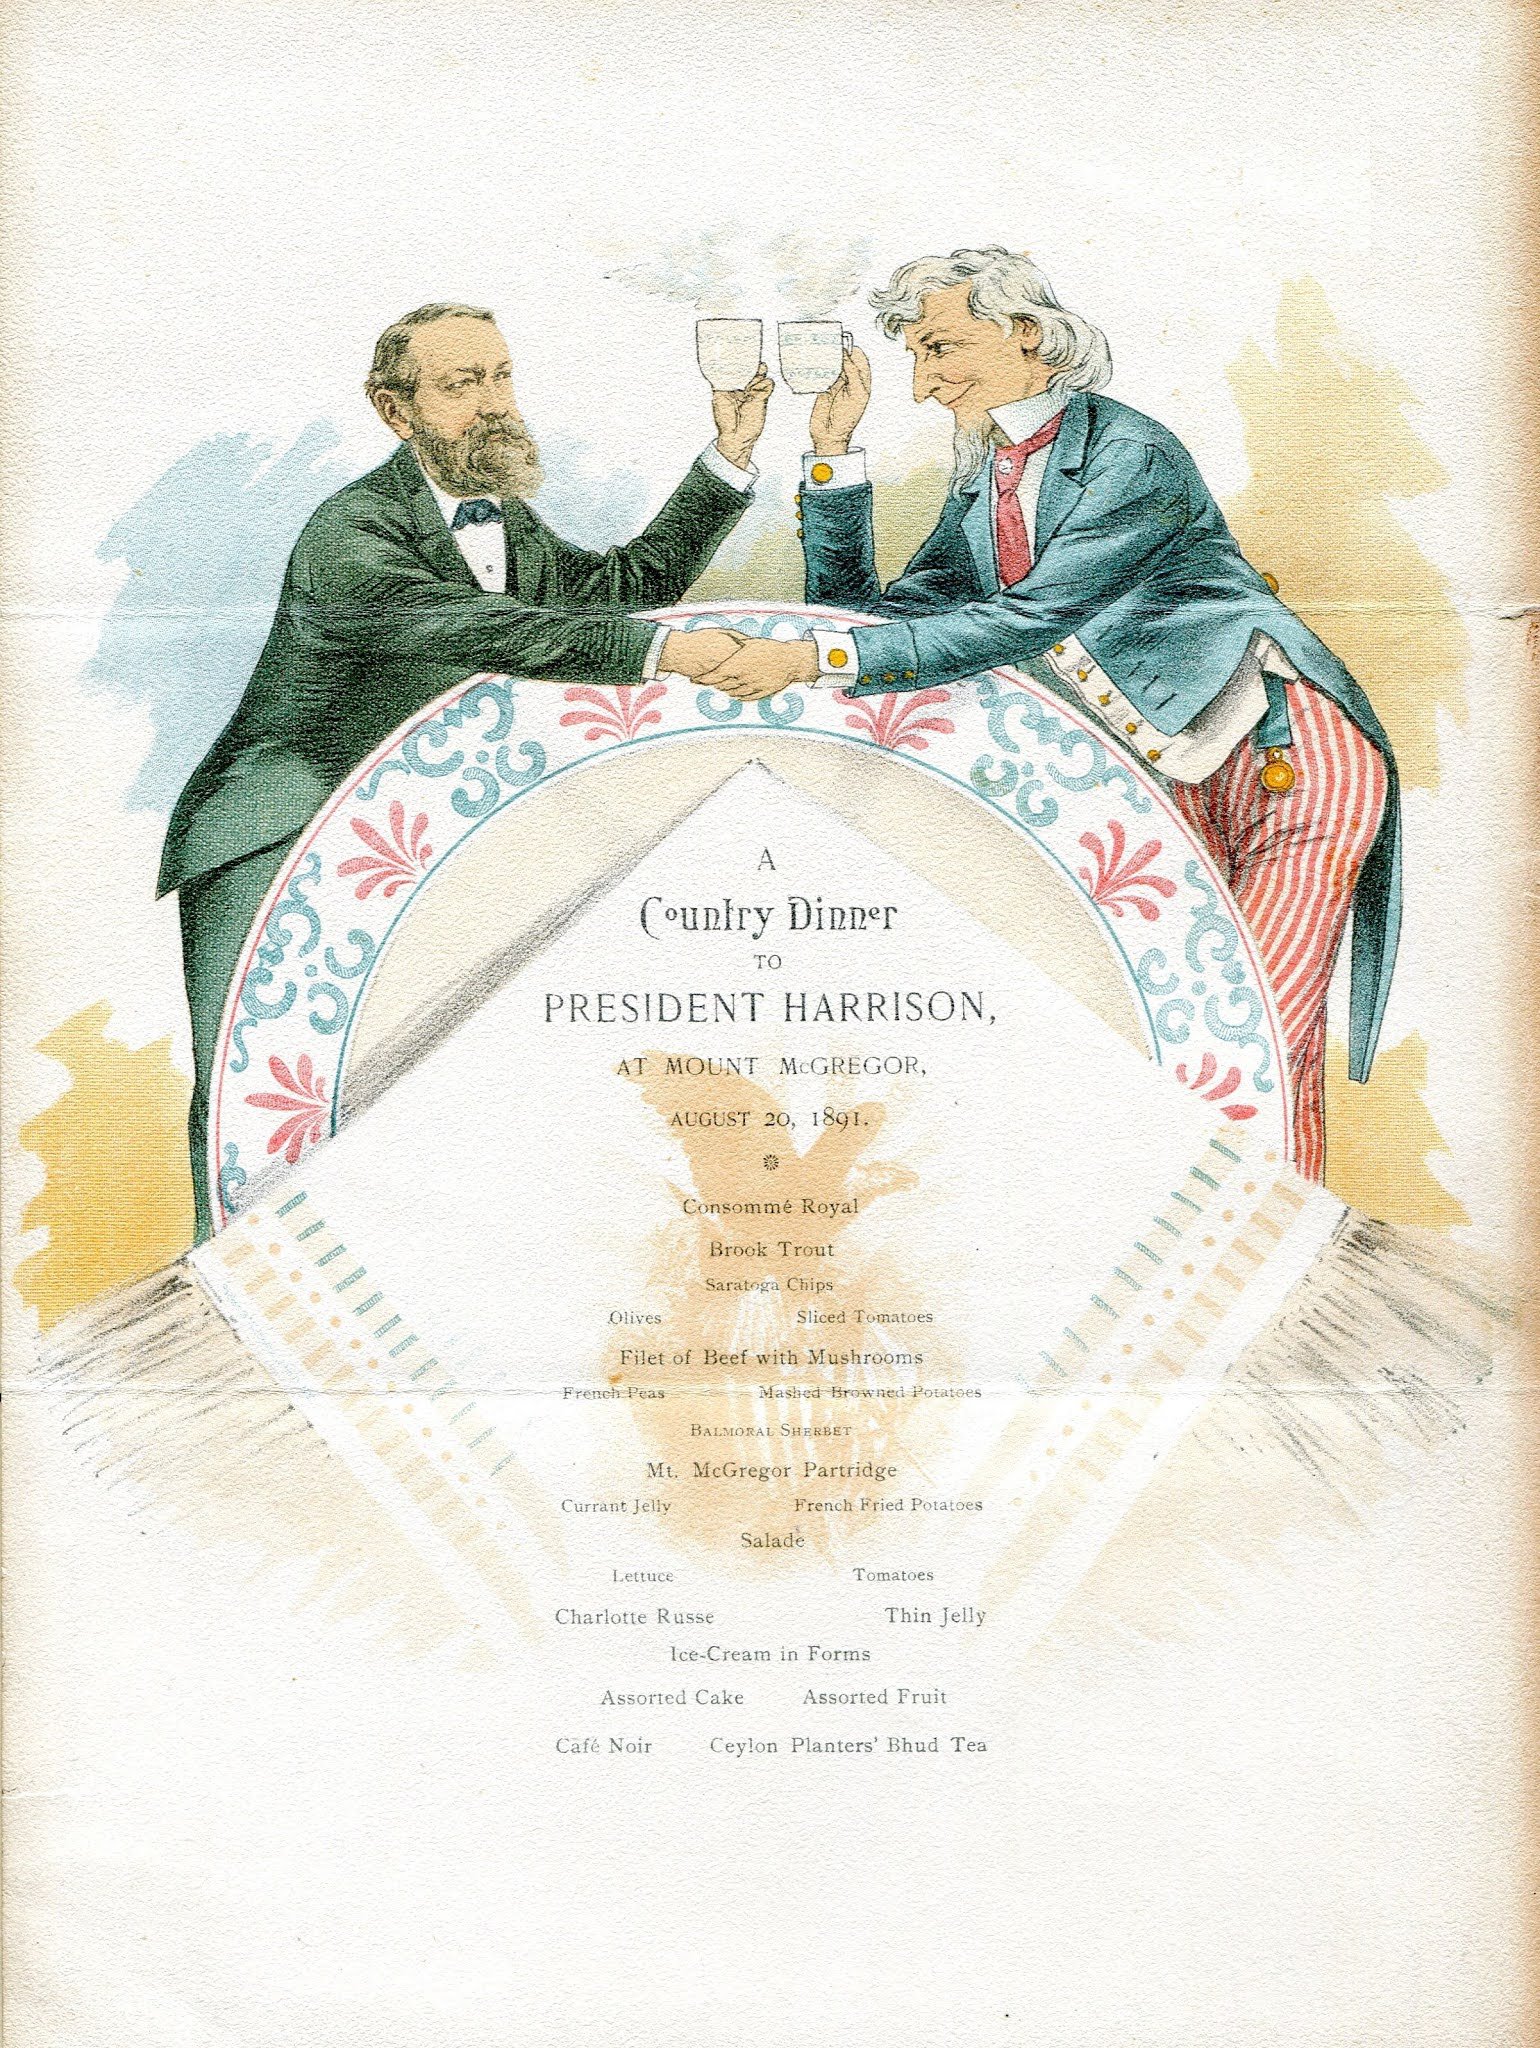 A
Country Dinner
TO
PRESIDENT HARRISON,
AT MOUNT McGREGOR,
AUGUST 20, 1891.
Consommé Royal
Brook Trout
Saratoga Chips
Olives Sliced Tomatoes
Filet of Beef with Mushrooms
French Peas Mashed Browned Potatoes
BALMORAL SHERBET
Mt. McGregor Partridge
Currant Jelly French Fried Potatoes
Salade
Lettuce Tomatoes
Charlotte Russe Thin Jelly
Ice-Cream in Forms
Assorted Cake Assorted Fruit
Café Noir Ceylon Planters' Bhud Tea